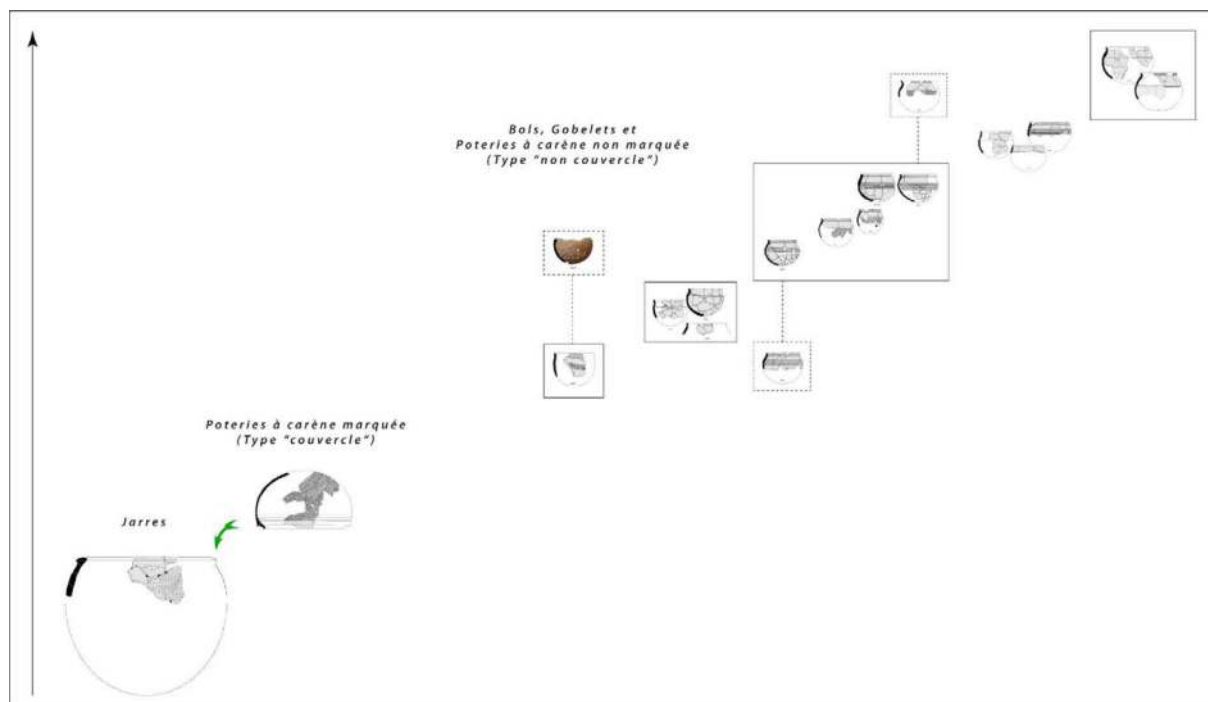 Bols, Gobelets et
Poteries à carène non marquée
(Type "non couvercle")
Poteries à carène marquée
(Type "couvercle")
Jarres